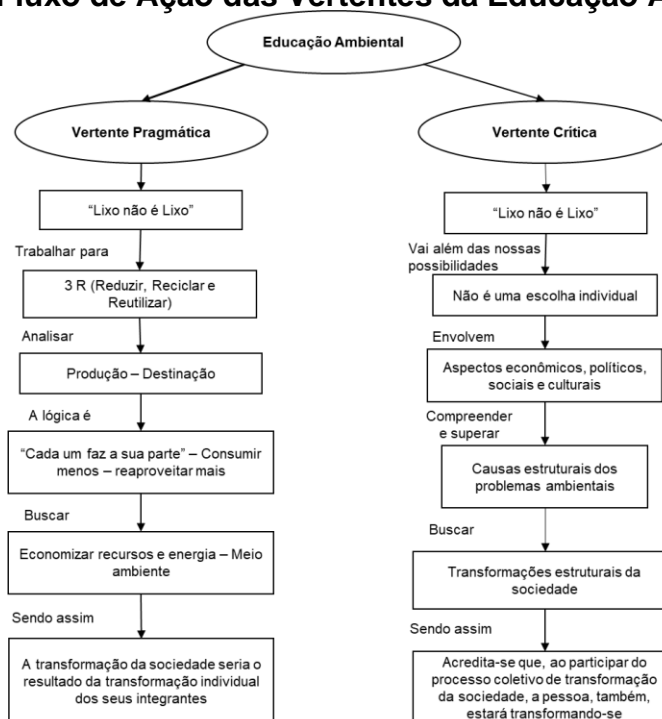 Fluxo de Ação das Vertentes da Educação A
Educação Ambiental
Vertente Pragmática
"Lixo não é Lixo"
Trabalhar para
3 R (Reduzir, Reciclar e
Reutilizar)
Analisar
Produção – Destinação
A lógica é
"Cada um faz a sua parte" – Consumir
menos – reaproveitar mais
Buscar
Economizar recursos e energia – Meio
ambiente
Sendo assim
A transformação da sociedade seria o
resultado da transformação individual
dos seus integrantes
Vertente Crítica
"Lixo não é Lixo"
Vai além das nossas
possibilidades
Não é uma escolha individual
Envolvem
Aspectos econômicos, políticos,
sociais e culturais
Compreender
e superar
Causas estruturais dos
problemas ambientais
Buscar
Transformações estruturais da
sociedade
Sendo assim
Acredita-se que, ao participar do
processo coletivo de transformação
da sociedade, a pessoa, também,
estará transformando-se